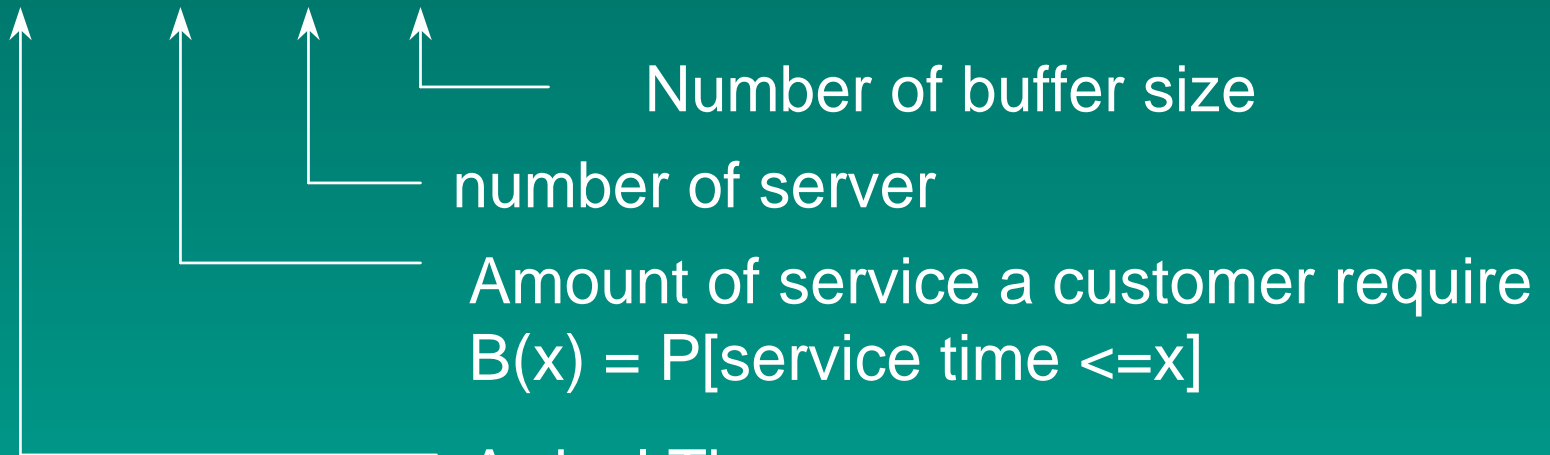 Number of buffer size
number of server
Amount of service a customer require
B(x) = P[service time <=x]